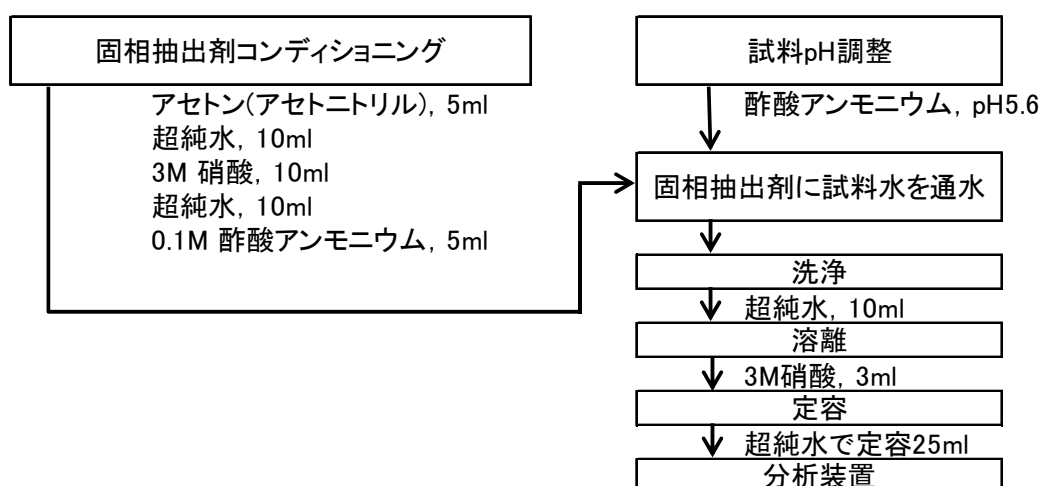 固相抽出剤コンディショニング
アセトン(アセトニトリル), 5ml
超純水, 10ml
3M 硝酸, 10ml
超純水, 10ml
0.1M 酢酸アンモニウム, 5ml
試料pH調整
酢酸アンモニウム, pH5.6
固相抽出剤に試料水を通水
洗浄
超純水, 10ml
溶離
3M硝酸, 3ml
定容
超純水で定容25ml
分析装置